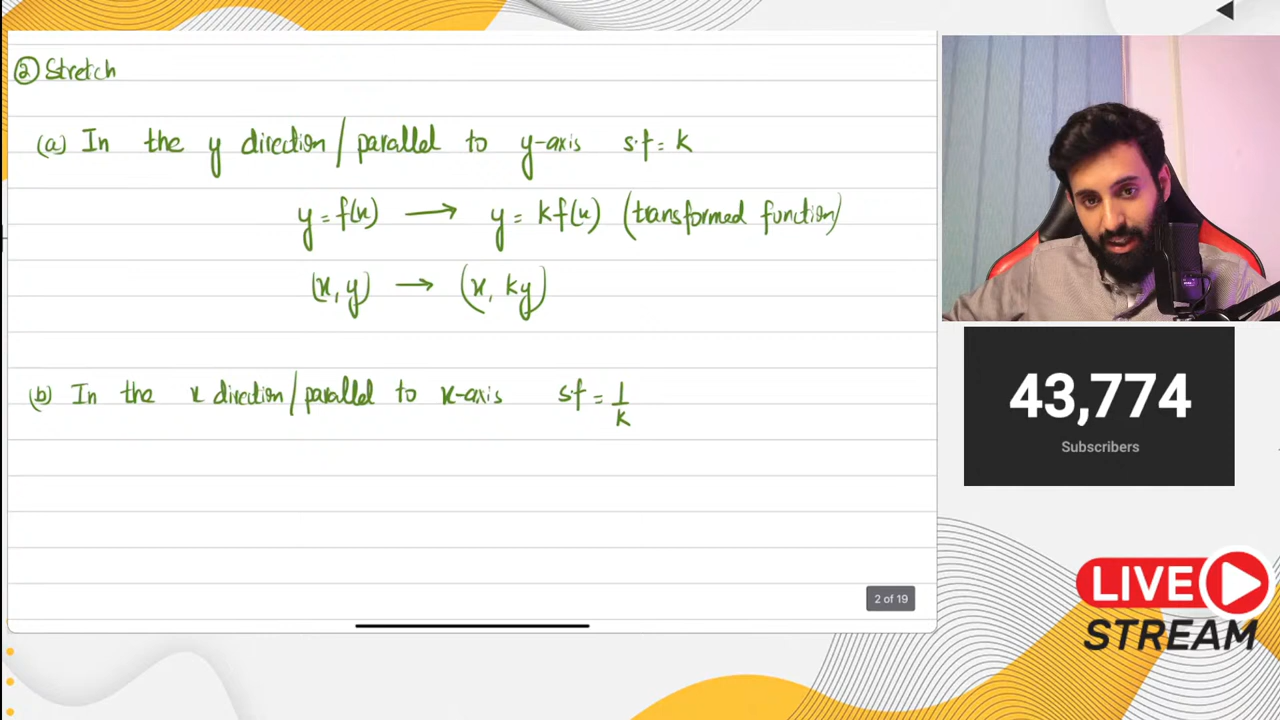 ② Stretch
(a) In the y direction / parallel to y-axis s.f = k
y = f(x) → y = kf(x) (transformed function)
(x, y) → (x, ky)
(b) In the x direction / parallel to x-axis s.f = 1/k
2 of 19
43,774
Subscribers
LIVE
STREAM